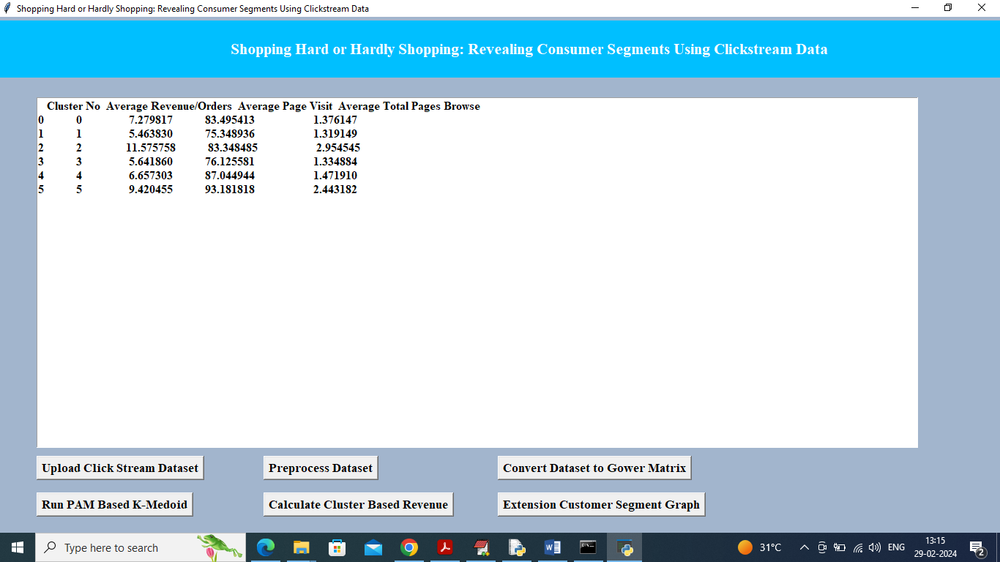 Shopping Hard or Hardly Shopping: Revealing Consumer Segments Using Clickstream Data
Shopping Hard or Hardly Shopping: Revealing Consumer Segments Using Clickstream Data
Cluster No Average Revenue/Orders Average Page Visit Average Total Pages Browse
0 0 7.279817 83.495413 1.376147
1 1 5.463830 75.348936 1.319149
2 2 11.575758 83.348485 2.954545
3 3 5.641860 76.125581 1.334884
4 4 6.657303 87.044944 1.471910
5 5 9.420455 93.181818 2.443182
Upload Click Stream Dataset Preprocess Dataset Convert Dataset to Gower Matrix
Run PAM Based K-Medoid Calculate Cluster Based Revenue Extension Customer Segment Graph
Type here to search 31°C ENG 13:15
29-02-2024 2